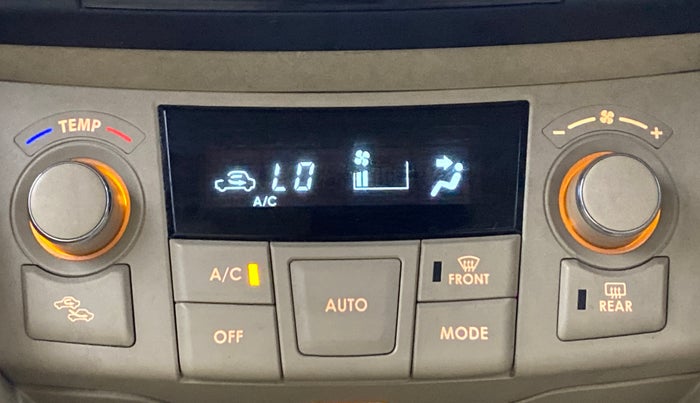 TEMP
- +
LO
A/C
A/C
FRONT
AUTO
REAR
OFF
MODE